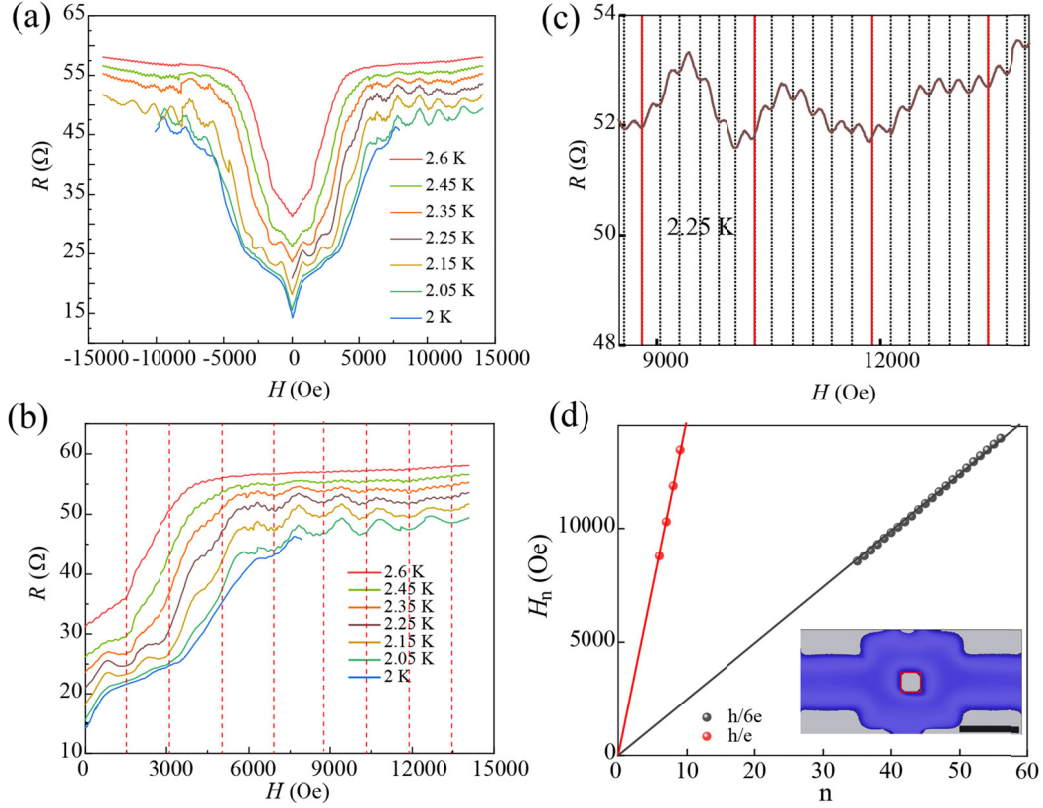 (a)
65
55
45
35
25
15
R (Ω)
2.6 K
2.45 K
2.35 K
2.25 K
2.15 K
2.05 K
2 K
-15000 -10000 -5000 0 5000 10000 15000
H (Oe)
(c)
54
52
50
48
R (Ω)
2.25 K
9000 12000
H (Oe)
(b)
60
50
40
30
20
10
R (Ω)
2.6 K
2.45 K
2.35 K
2.25 K
2.15 K
2.05 K
2 K
0 3000 6000 9000 12000 15000
H (Oe)
(d)
10000
5000
0
Hn (Oe)
h/6e
h/e
0 10 20 30 40 50 60
n